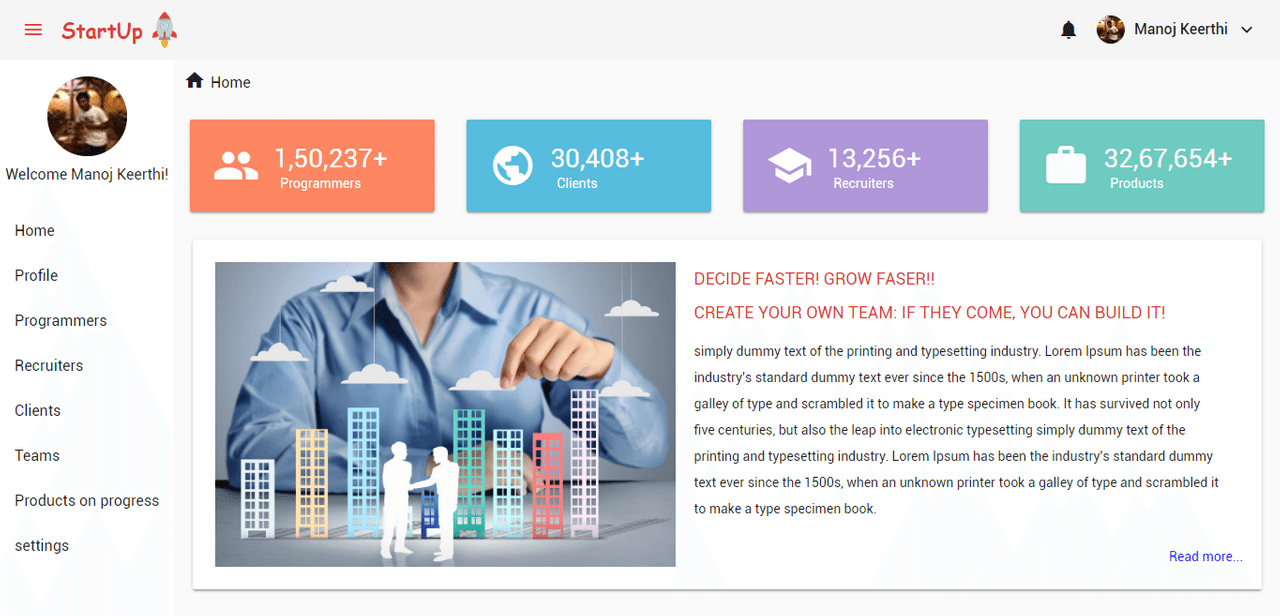 StartUp
Manoj Keerthi
Welcome Manoj Keerthi!
Home
Profile
Programmers
Recruiters
Clients
Teams
Products on progress
settings
Home
1,50,237+
Programmers
30,408+
Clients
13,256+
Recruiters
32,67,654+
Products
DECIDE FASTER! GROW FASER!!
CREATE YOUR OWN TEAM: IF THEY COME, YOU CAN BUILD IT!
simply dummy text of the printing and typesetting industry. Lorem Ipsum has been the
industry's standard dummy text ever since the 1500s, when an unknown printer took a
galley of type and scrambled it to make a type specimen book. It has survived not only
five centuries, but also the leap into electronic typesetting simply dummy text of the
printing and typesetting industry. Lorem Ipsum has been the industry's standard dummy
text ever since the 1500s, when an unknown printer took a galley of type and scrambled it
to make a type specimen book.
Read more...